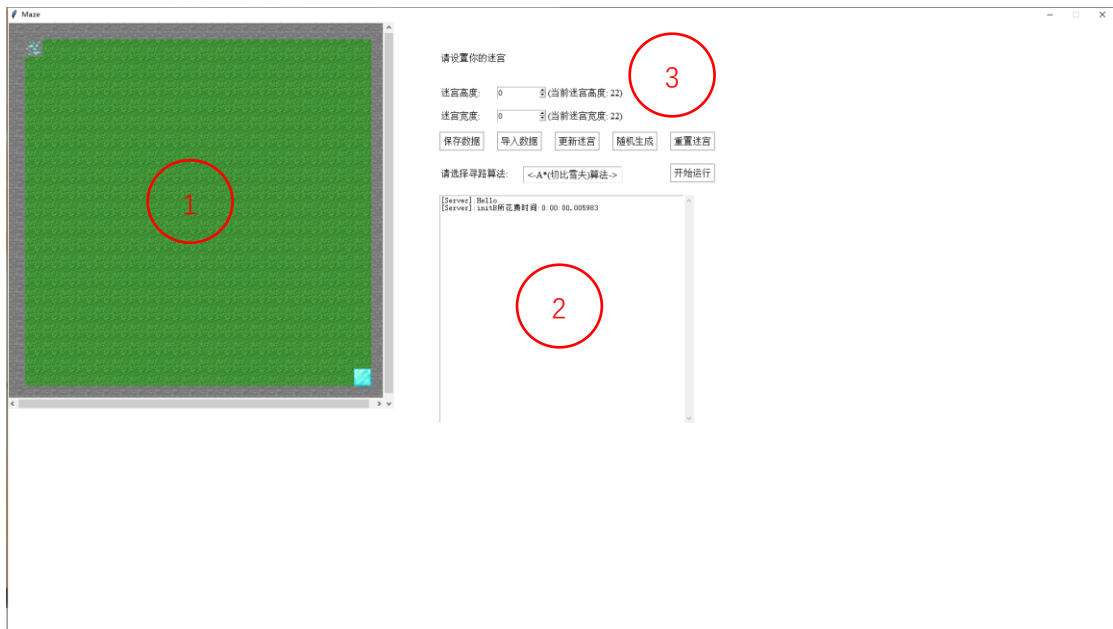 Maze
请设置你的迷宫
3
迷宫高度: 0 (当前迷宫高度: 22)
迷宫宽度: 0 (当前迷宫宽度: 22)
保存数据 导入数据 更新迷宫 随机生成 重置迷宫
请选择寻路算法: <-A*(切比雪夫)算法-> 开始运行
1
[Server]:Hello
[Server]:initB所花费时间:0:00:00.005983
2